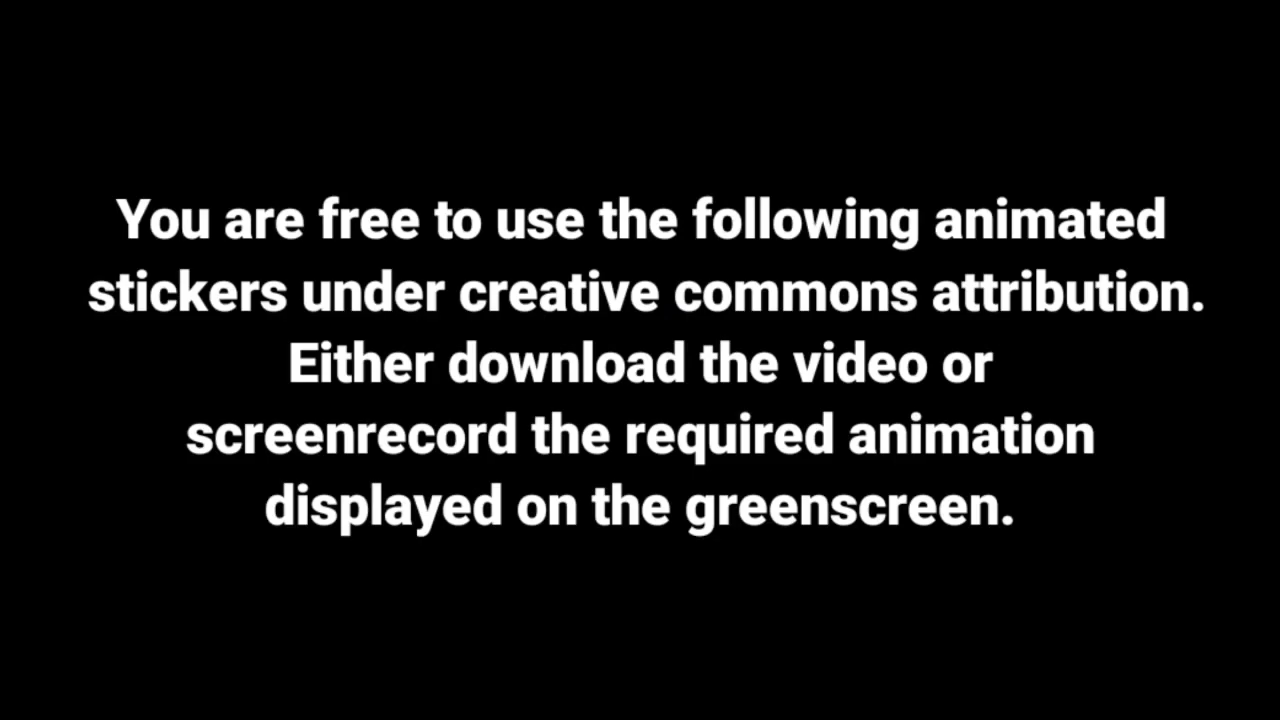 You are free to use the following animated
stickers under creative commons attribution.
Either download the video or
screenrecord the required animation
displayed on the greenscreen.